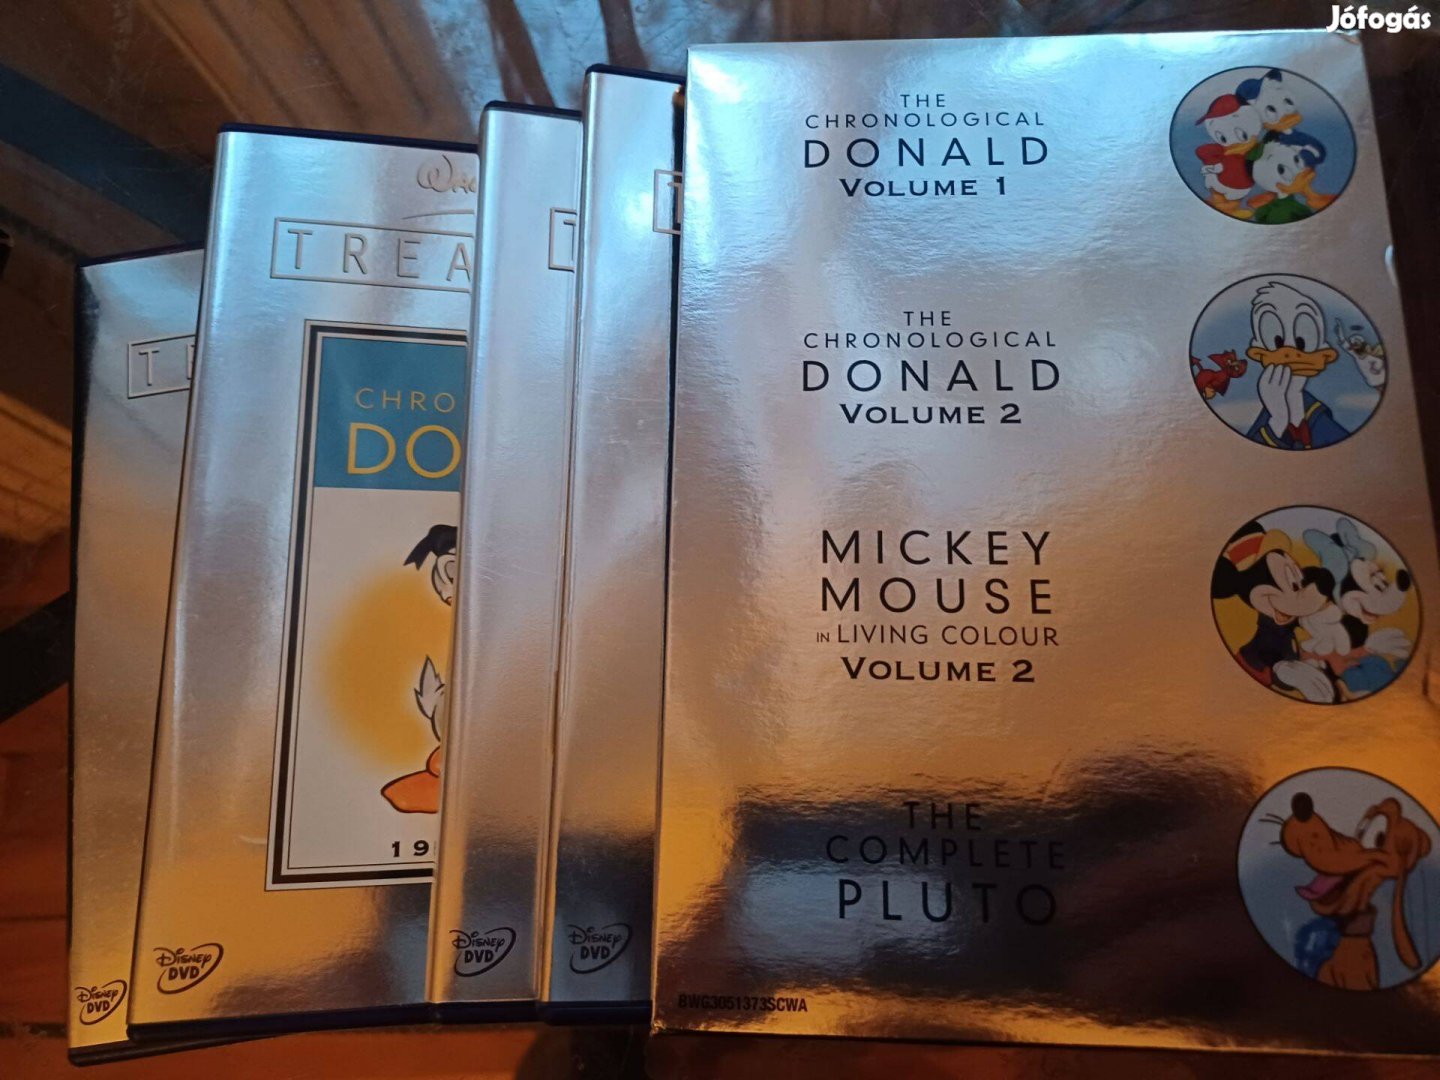 Jófogás
THE
CHRONOLOGICAL
DONALD
VOLUME 1
THE
CHRONOLOGICAL
DONALD
VOLUME 2
MICKEY
MOUSE
IN LIVING COLOUR
VOLUME 2
THE
COMPLETE
PLUTO
BWG3051373SCWA
TREA
CHRO
DO
19
DISNEY
DVD
DISNEY
DVD
DISNEY
DVD
DISNEY
DVD